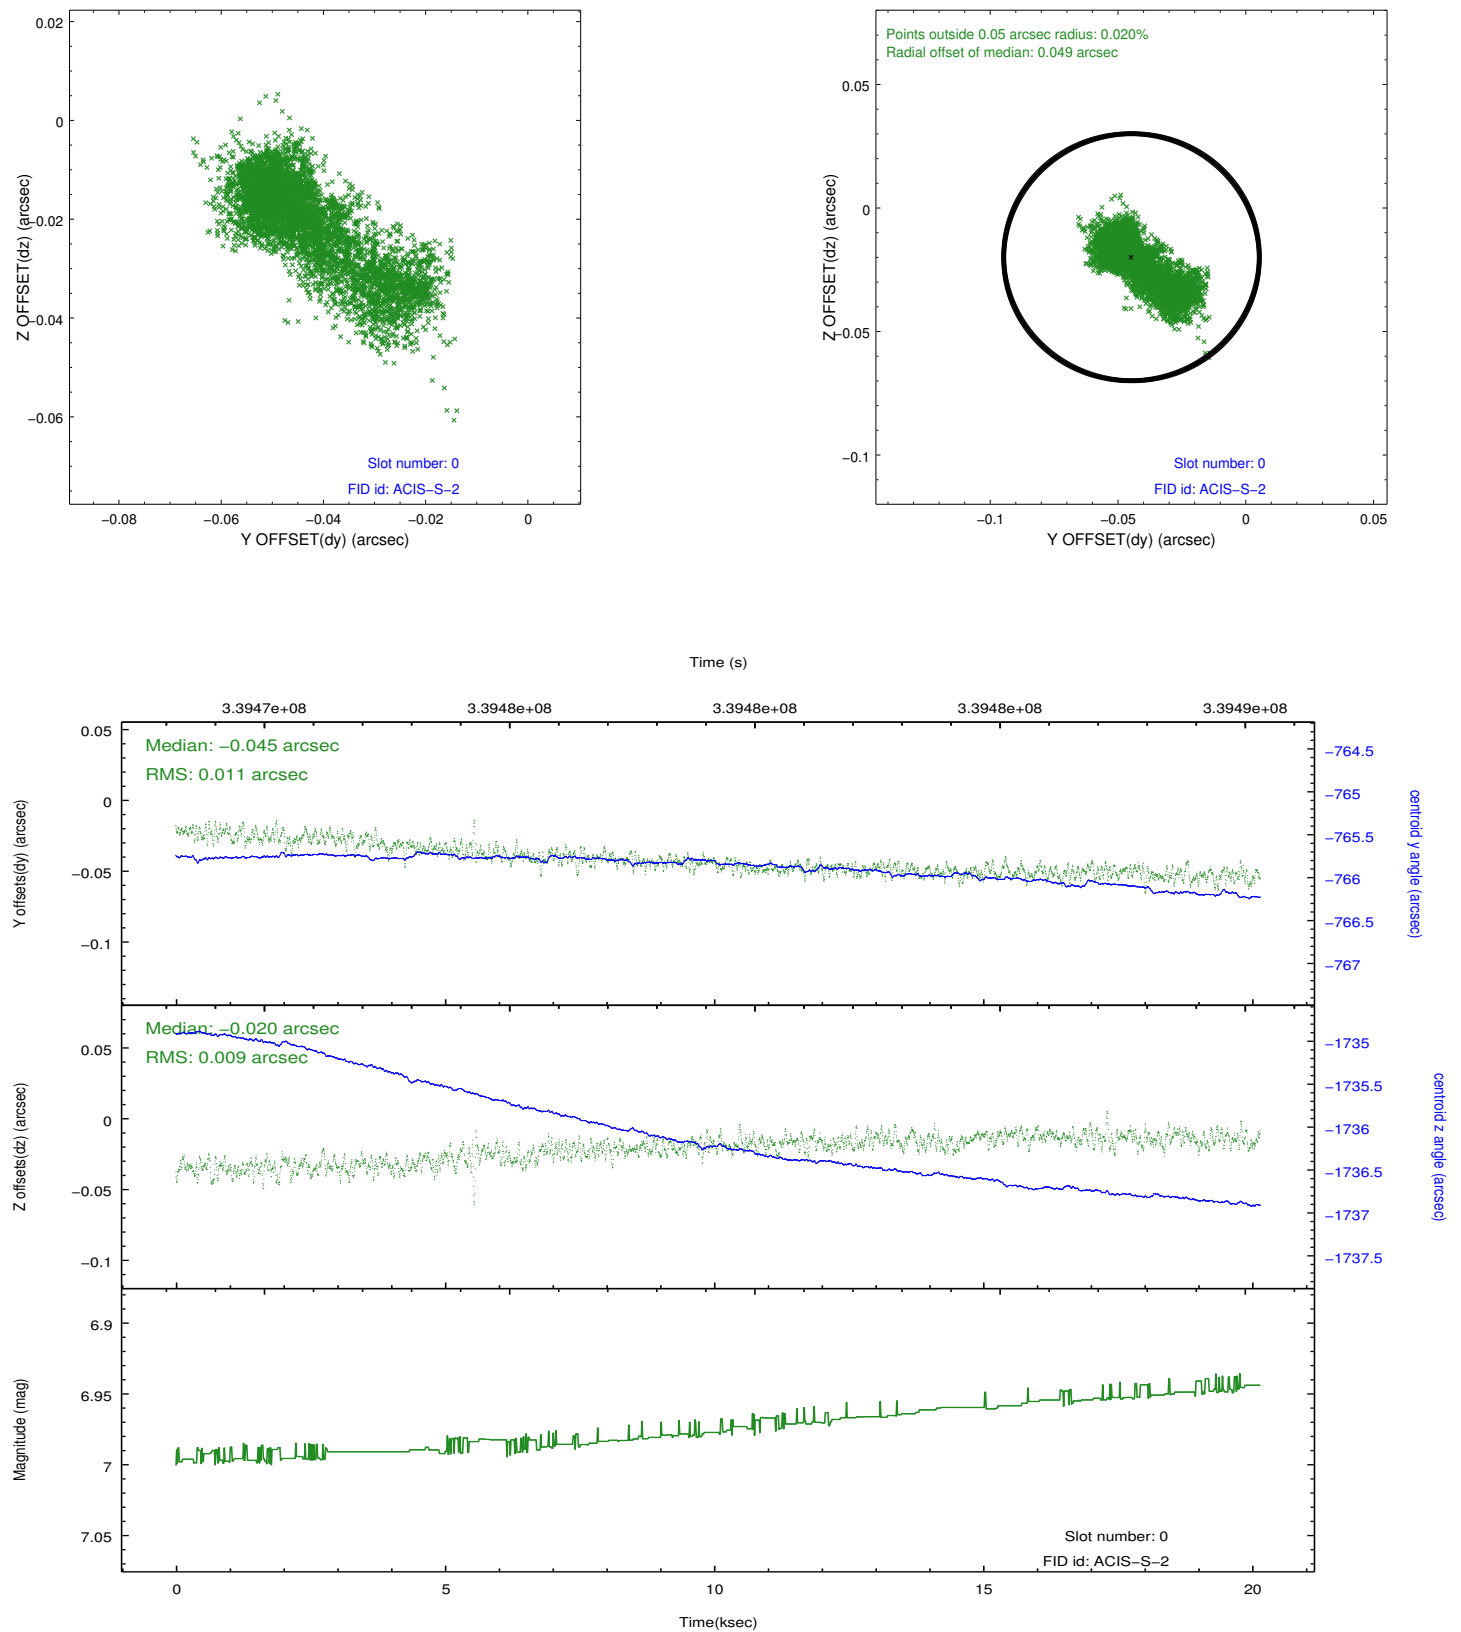 0.02
0
−0.02
−0.04
−0.06
Z OFFSET(dz) (arcsec)
Slot number: 0
FID id: ACIS−S−2
−0.08 −0.06 −0.04 −0.02 0
Y OFFSET(dy) (arcsec)
Points outside 0.05 arcsec radius: 0.020%
Radial offset of median: 0.049 arcsec
0.05
0
−0.05
−0.1
Z OFFSET(dz) (arcsec)
Slot number: 0
FID id: ACIS−S−2
−0.1 −0.05 0 0.05
Y OFFSET(dy) (arcsec)
Time (s)
3.3947e+08 3.3948e+08 3.3948e+08 3.3948e+08 3.3949e+08
Median: −0.045 arcsec
RMS: 0.011 arcsec
0.05
0
−0.05
−0.1
Y offsets(dy) (arcsec)
−764.5
−765
−765.5
−766
−766.5
−767
centroid y angle (arcsec)
Median: −0.020 arcsec
RMS: 0.009 arcsec
0.05
0
−0.05
−0.1
Z offsets(dz) (arcsec)
−1735
−1735.5
−1736
−1736.5
−1737
−1737.5
centroid z angle (arcsec)
6.9
6.95
7
7.05
Magnitude (mag)
Slot number: 0
FID id: ACIS−S−2
0 5 10 15 20
Time(ksec)